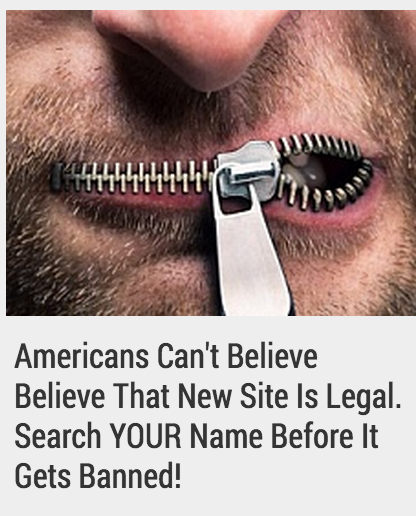 Americans Can't Believe
Believe That New Site Is Legal.
Search YOUR Name Before It
Gets Banned!